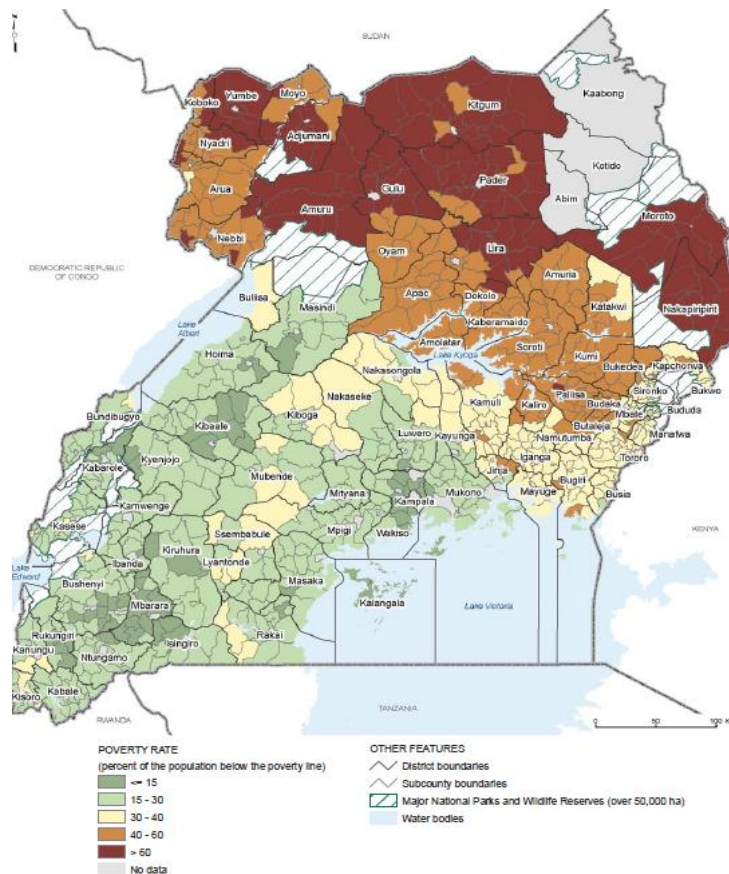 SUDAN
Kaabong
Koboko
Yumbe
Moyo
Kitgum
Adjumani
Nyadri
Kotido
Pader
Arua
Gulu
Abim
Amuru
Moroto
Nebbi
Lira
Oyam
DEMOCRATIC REPUBLIC
OF CONGO
Amuria
Nakapiripirit
Buliisa
Apac
Katakwi
Masindi
Dokolo
Lake
Albert
Kaberamaido
Amolatar
Soroti
Hoima
Lake Kyoga
Kumi
Nakasongola
Bukedea
Kapchorwa
Nakaseke
Pallisa
Sironko
Bukwo
Bundibugyo
Kiboga
Kamuli
Kaliro
Budaka
Mbale
Bududa
Kibaale
Luwero
Kayunga
Butaleja
Manafwa
Kabarole
Kyenjojo
Namutumba
Iganga
Tororo
Mubende
Jinja
Bugiri
Kamwenge
Mityana
Kampala
Mukono
Mayuge
Busia
Kasese
Ssembabule
Mpigi
Wakiso
KENYA
Lake
Edward
Ibanda
Kiruhura
Lyantonde
Bushenyi
Masaka
Kalangala
Lake Victoria
Mbarara
Rukungiri
Rakai
Kanungu
Isingiro
Ntungamo
Kisoro
Kabale
TANZANIA
RWANDA
0 50 100 K
POVERTY RATE
(percent of the population below the poverty line)
<= 15
15 - 30
30 - 40
40 - 60
> 60
No data
OTHER FEATURES
District boundaries
Subcounty boundaries
Major National Parks and Wildlife Reserves (over 50,000 ha)
Water bodies